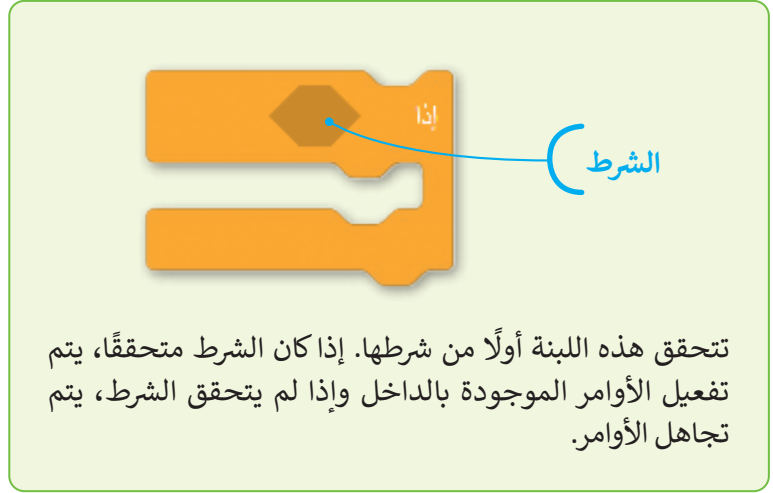 إذا
الشرط
تتحقق هذه اللبنة أولًا من شرطها. إذا كان الشرط متحققًا، يتم
تفعيل الأوامر الموجودة بالداخل وإذا لم يتحقق الشرط، يتم
تجاهل الأوامر.